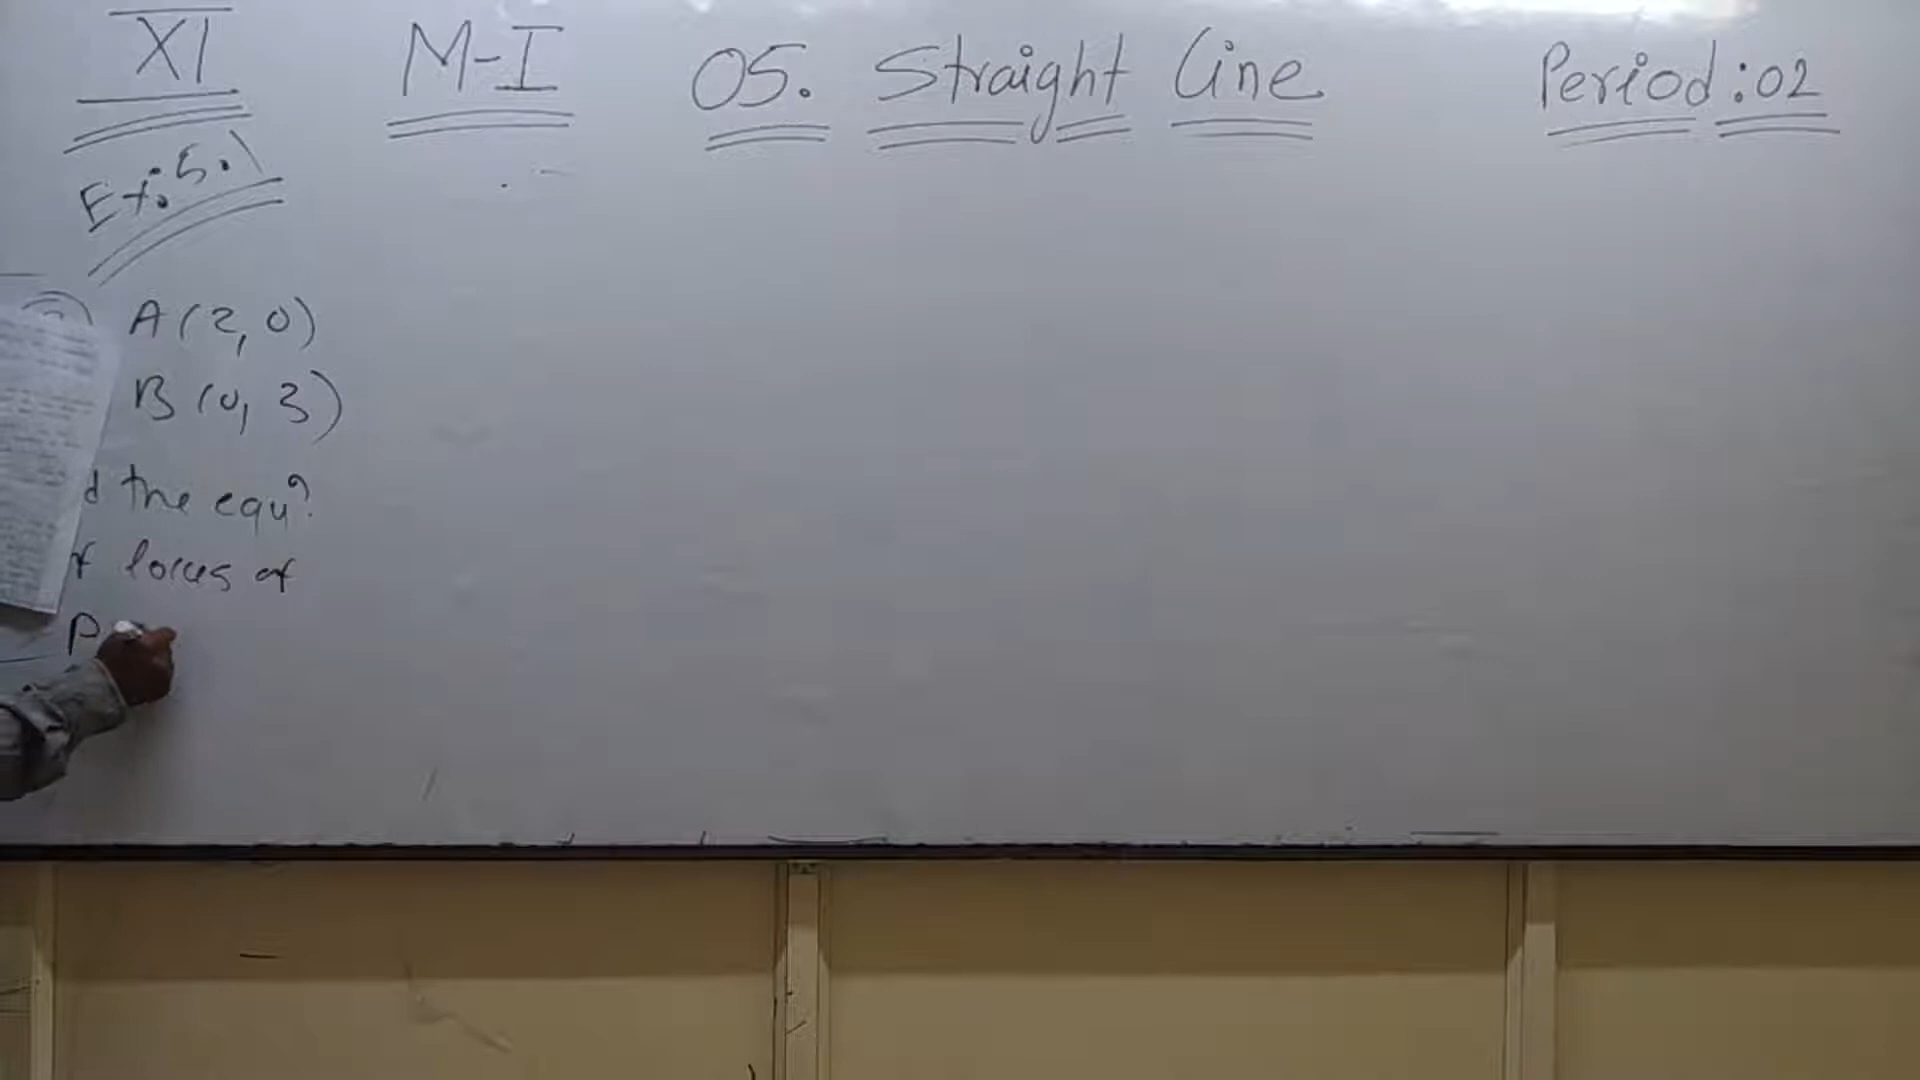 XI M-I 05. Straight Line Period:02
Ex:5.1
A(2,0)
B(0,3)
d the equ?
f locus of
P